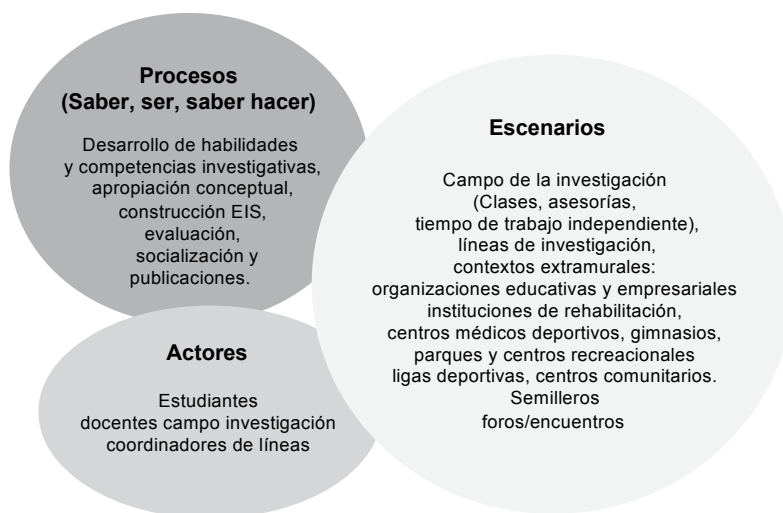 Procesos
(Saber, ser, saber hacer)
Desarrollo de habilidades
y competencias investigativas,
apropiación conceptual,
construcción EIS,
evaluación,
socialización y
publicaciones.
Actores
Estudiantes
docentes campo investigación
coordinadores de líneas
Escenarios
Campo de la investigación
(Clases, asesorías,
tiempo de trabajo independiente),
líneas de investigación,
contextos extramurales:
organizaciones educativas y empresariales
instituciones de rehabilitación,
centros médicos deportivos, gimnasios,
parques y centros recreacionales
ligas deportivas, centros comunitarios.
Semilleros
foros/encuentros